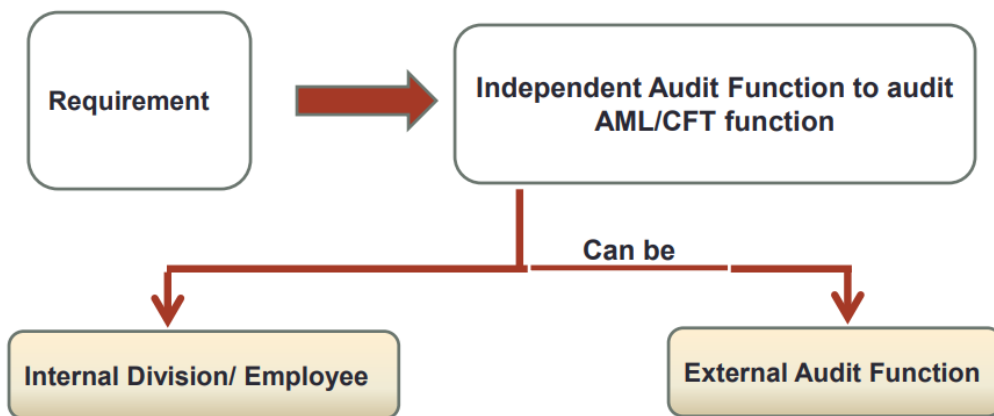 Requirement
Independent Audit Function to audit
AML/CFT function
Can be
Internal Division/ Employee
External Audit Function